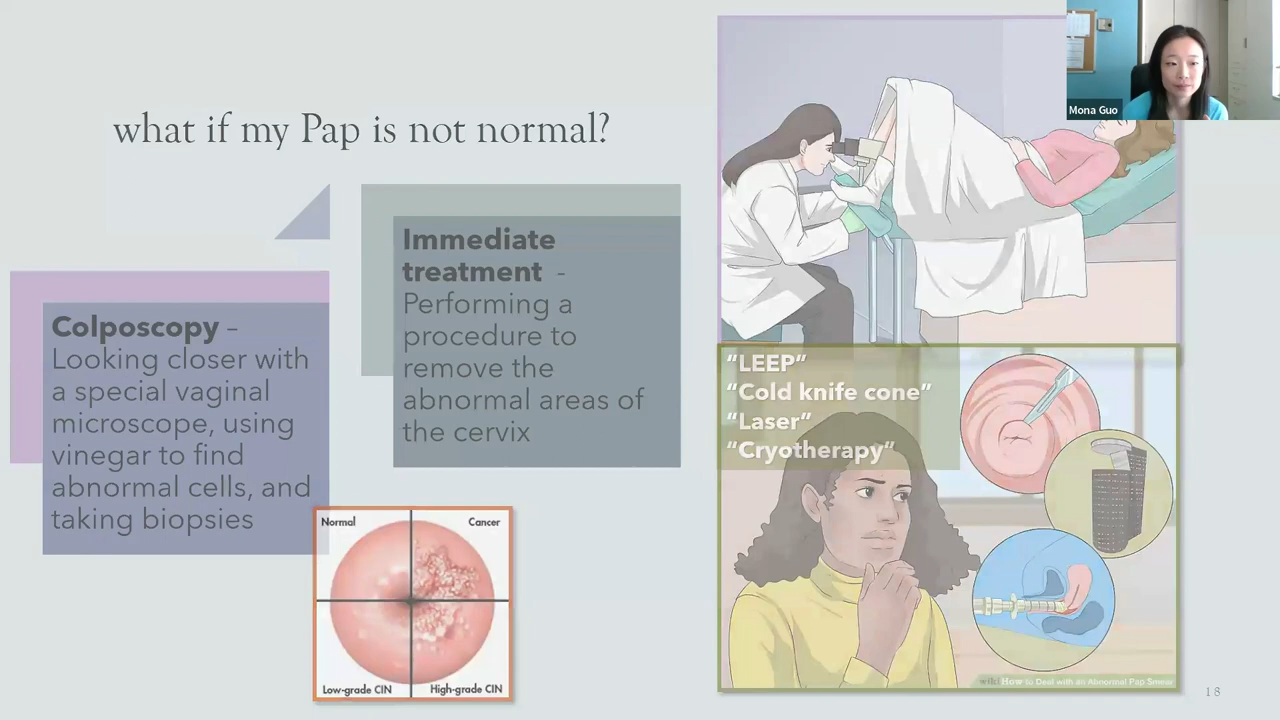 what if my Pap is not normal?
Colposcopy –
Looking closer with
a special vaginal
microscope, using
vinegar to find
abnormal cells, and
taking biopsies
Immediate
treatment -
Performing a
procedure to
remove the
abnormal areas of
the cervix
Normal
Cancer
Low-grade CIN
High-grade CIN
Mona Guo
“LEEP”
“Cold knife cone”
“Laser”
“Cryotherapy”
wikiHow to Deal with an Abnormal Pap Smear
18